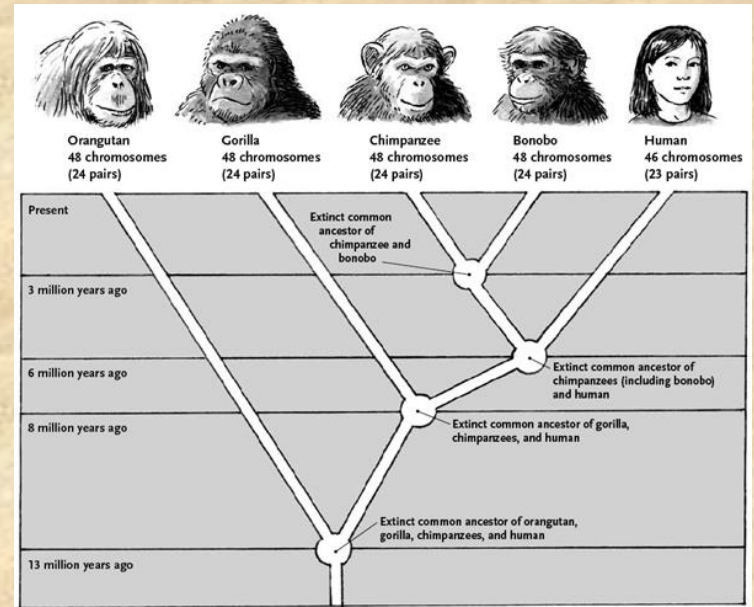 Orangutan
48 chromosomes
(24 pairs)
Gorilla
48 chromosomes
(24 pairs)
Chimpanzee
48 chromosomes
(24 pairs)
Bonobo
48 chromosomes
(24 pairs)
Human
46 chromosomes
(23 pairs)
Present
Extinct common
ancestor of
chimpanzee and
bonobo
3 million years ago
6 million years ago
Extinct common ancestor of
chimpanzees (including bonobo)
and human
8 million years ago
Extinct common ancestor of gorilla,
chimpanzees, and human
Extinct common ancestor of orangutan,
gorilla, chimpanzees, and human
13 million years ago